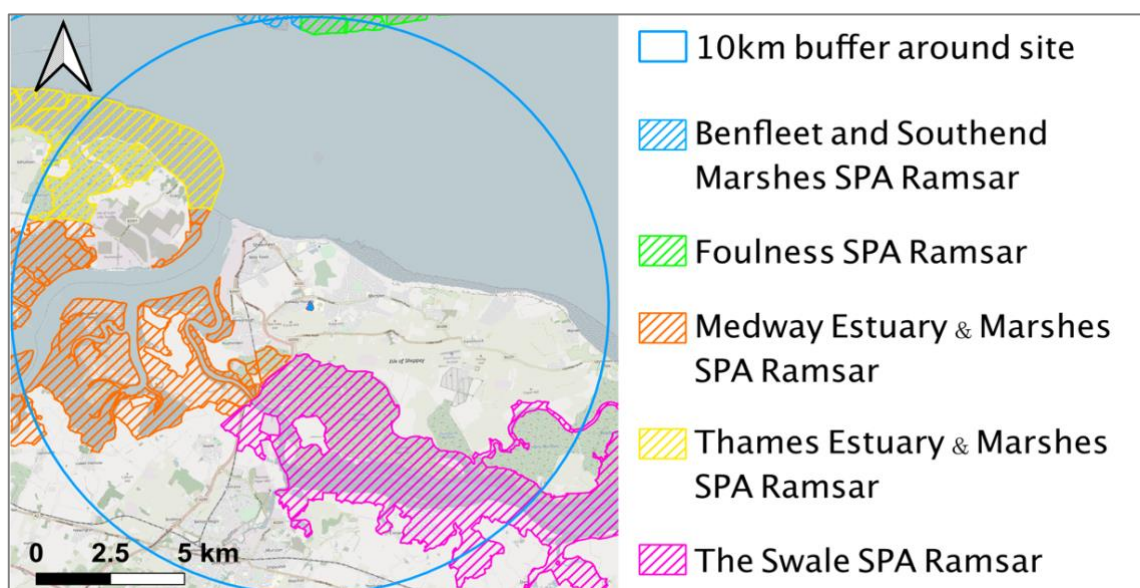 10km buffer around site
Benfleet and Southend
Marshes SPA Ramsar
Foulness SPA Ramsar
Medway Estuary & Marshes
SPA Ramsar
Thames Estuary & Marshes
SPA Ramsar
The Swale SPA Ramsar
Isle of Sheppey
0 2.5 5 km